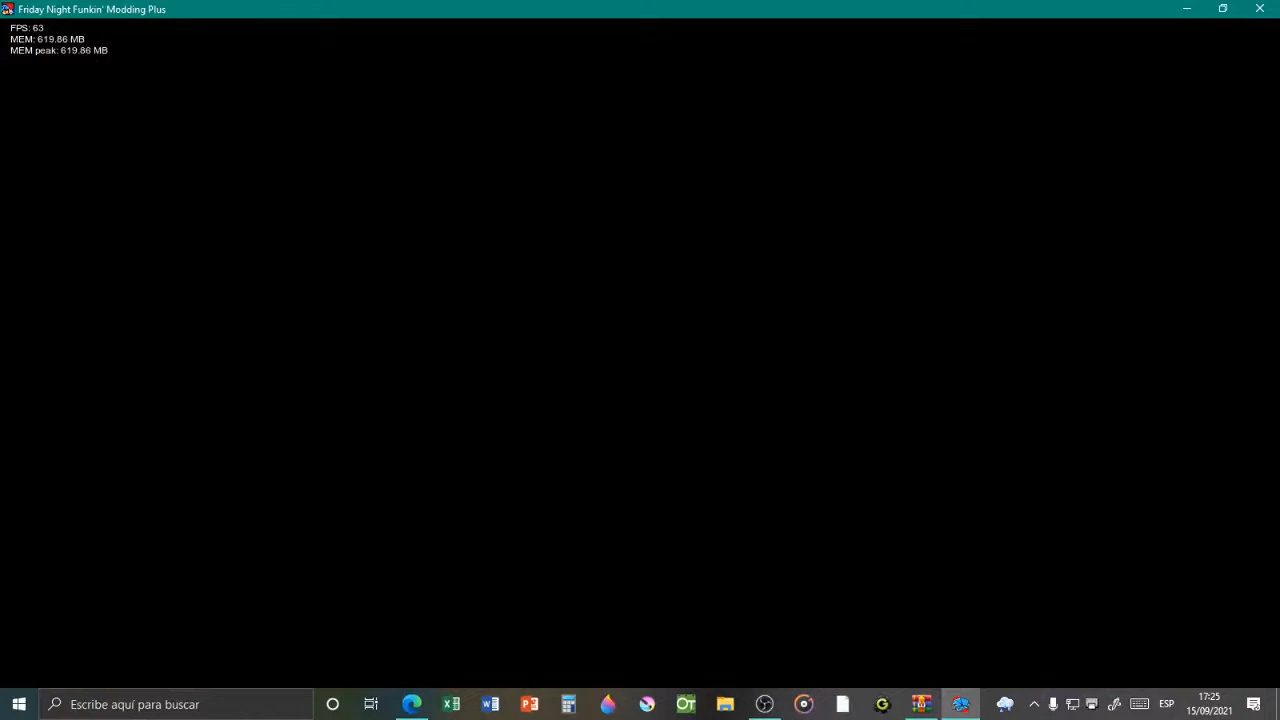 Friday Night Funkin' Modding Plus
FPS: 63
MEM: 619.86 MB
MEM peak: 619.86 MB
Escribe aquí para buscar
ESP
17:25
15/09/2021